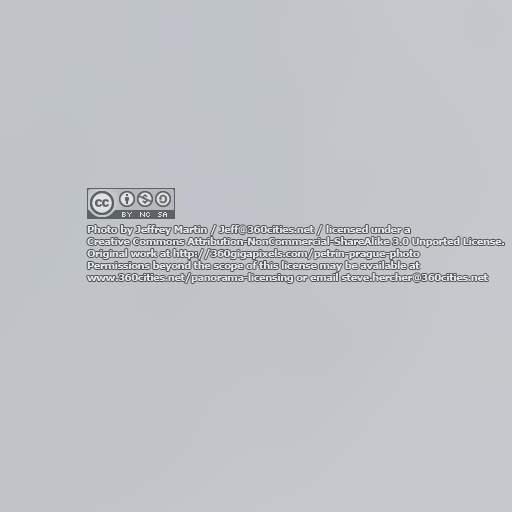 cc
BY NC SA
Photo by Jeffrey Martin / Jeff@360cities.net / licensed under a
Creative Commons Attribution-NonCommercial-ShareAlike 3.0 Unported License.
Original work at http://360gigapixels.com/petrin-prague-photo
Permissions beyond the scope of this license may be available at
www.360cities.net/panorama-licensing or email steve.hercher@360cities.net